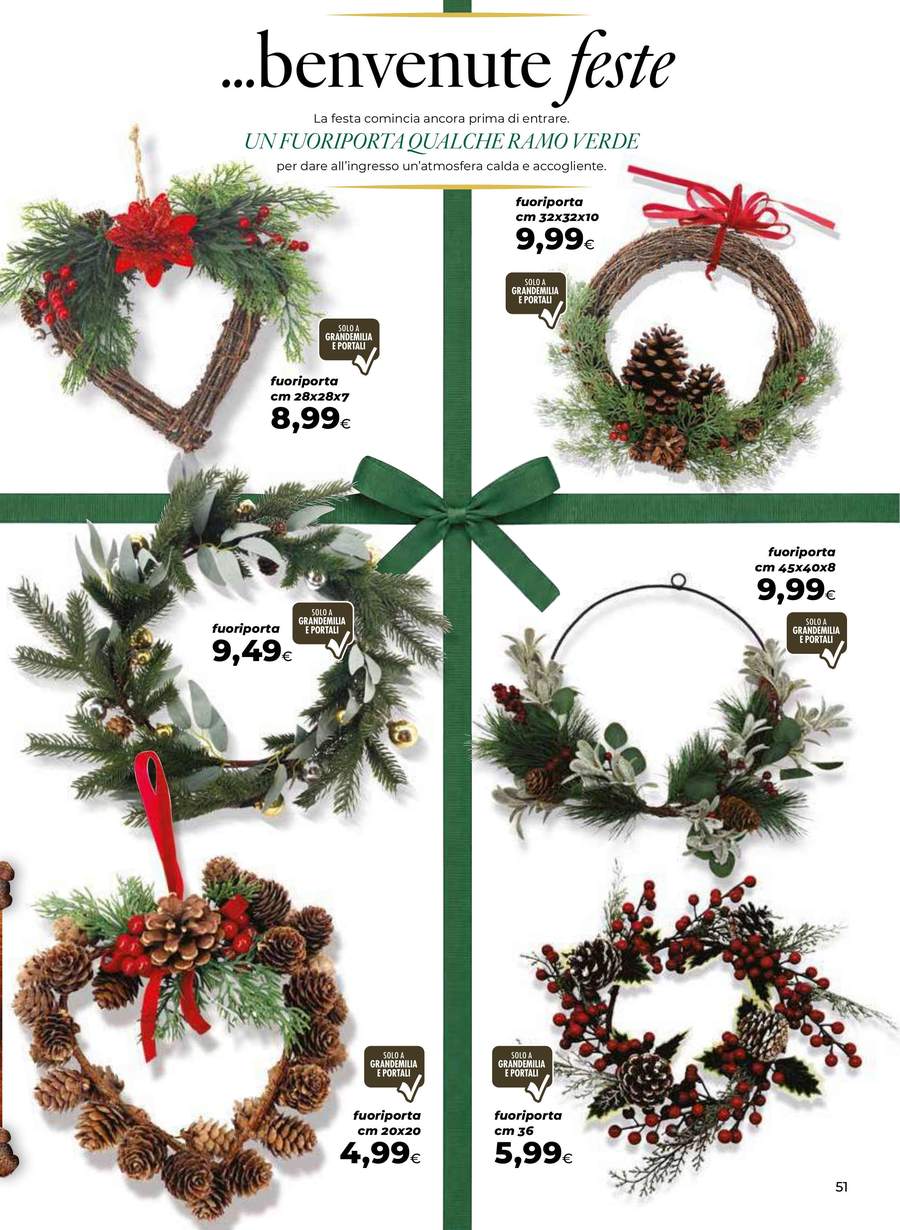 ...benvenute feste
La festa comincia ancora prima di entrare.
UN FUORIPORTA QUALCHE RAMO VERDE
per dare all'ingresso un'atmosfera calda e accogliente.
fuoriporta
cm 32x32x10
9,99€
SOLO A
GRANDEMILIA
E PORTALI
SOLO A
GRANDEMILIA
E PORTALI
fuoriporta
cm 28x28x7
8,99€
fuoriporta
9,49€
SOLO A
GRANDEMILIA
E PORTALI
fuoriporta
cm 45x40x8
9,99€
SOLO A
GRANDEMILIA
E PORTALI
SOLO A
GRANDEMILIA
E PORTALI
fuoriporta
cm 20x20
4,99€
SOLO A
GRANDEMILIA
E PORTALI
fuoriporta
cm 36
5,99€
51